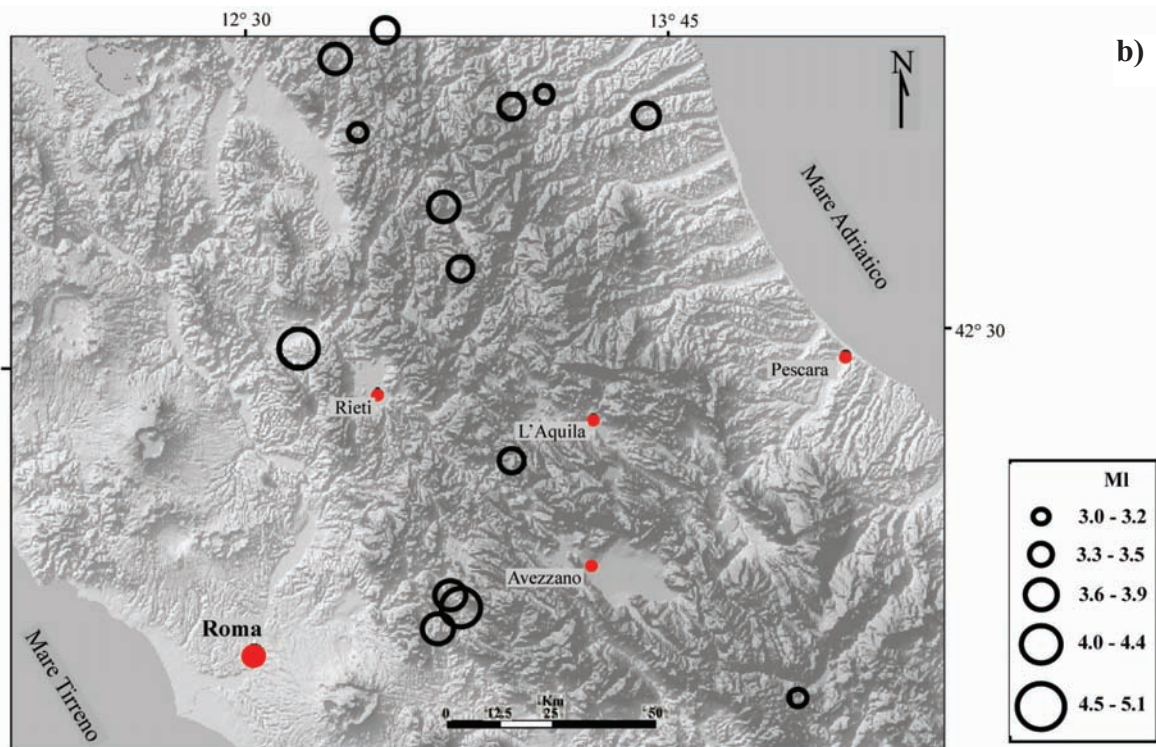 12° 30
13° 45
b)
N
Mare Adriatico
42° 30
Pescara
Rieti
L'Aquila
Avezzano
Roma
Mare Tirreno
Km
0 12.5 25 50
Ml
3.0 - 3.2
3.3 - 3.5
3.6 - 3.9
4.0 - 4.4
4.5 - 5.1